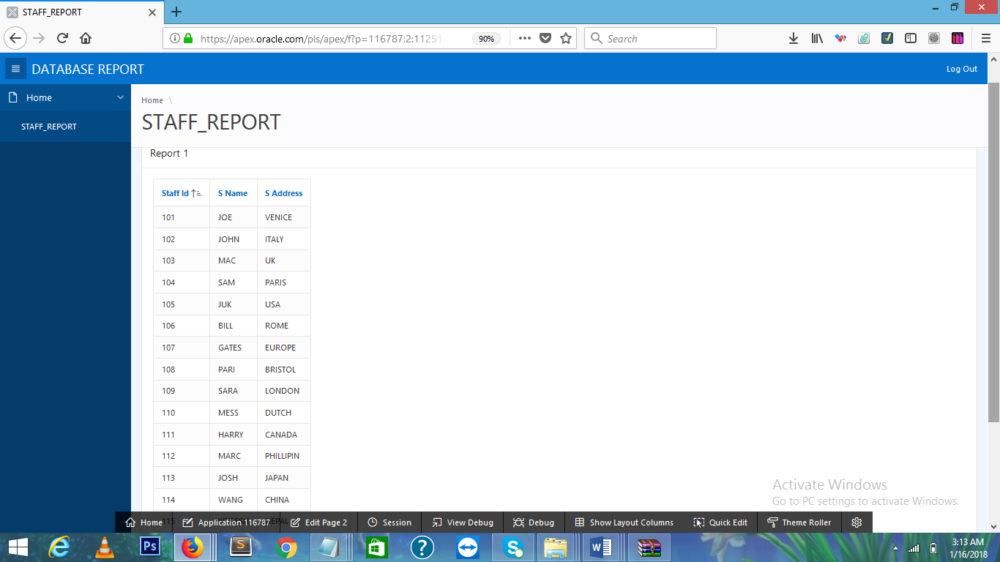 STAFF_REPORT
https://apex.oracle.com/pls/apex/f?p=116787:2:11251
90%
Search
DATABASE REPORT
Log Out
Home
STAFF_REPORT
Home \
STAFF_REPORT
Report 1
Staff Id S Name S Address
101 JOE VENICE
102 JOHN ITALY
103 MAC UK
104 SAM PARIS
105 JUK USA
106 BILL ROME
107 GATES EUROPE
108 PARI BRISTOL
109 SARA LONDON
110 MESS DUTCH
111 HARRY CANADA
112 MARC PHILLIPIN
113 JOSH JAPAN
114 WANG CHINA
115
Activate Windows
Go to PC settings to activate Windows.
Home Application 116787 Edit Page 2 Session View Debug Debug Show Layout Columns Quick Edit Theme Roller
Ps
S
W
3:13 AM
1/16/2018